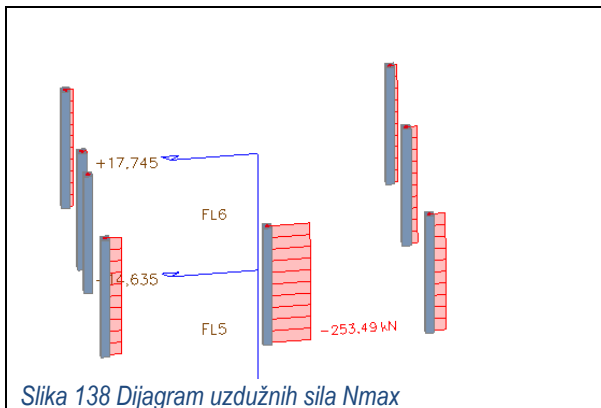 +17,745
FL6
14,635
FL5
-253,49 kN
Slika 138 Dijagram uzdužnih sila Nmax